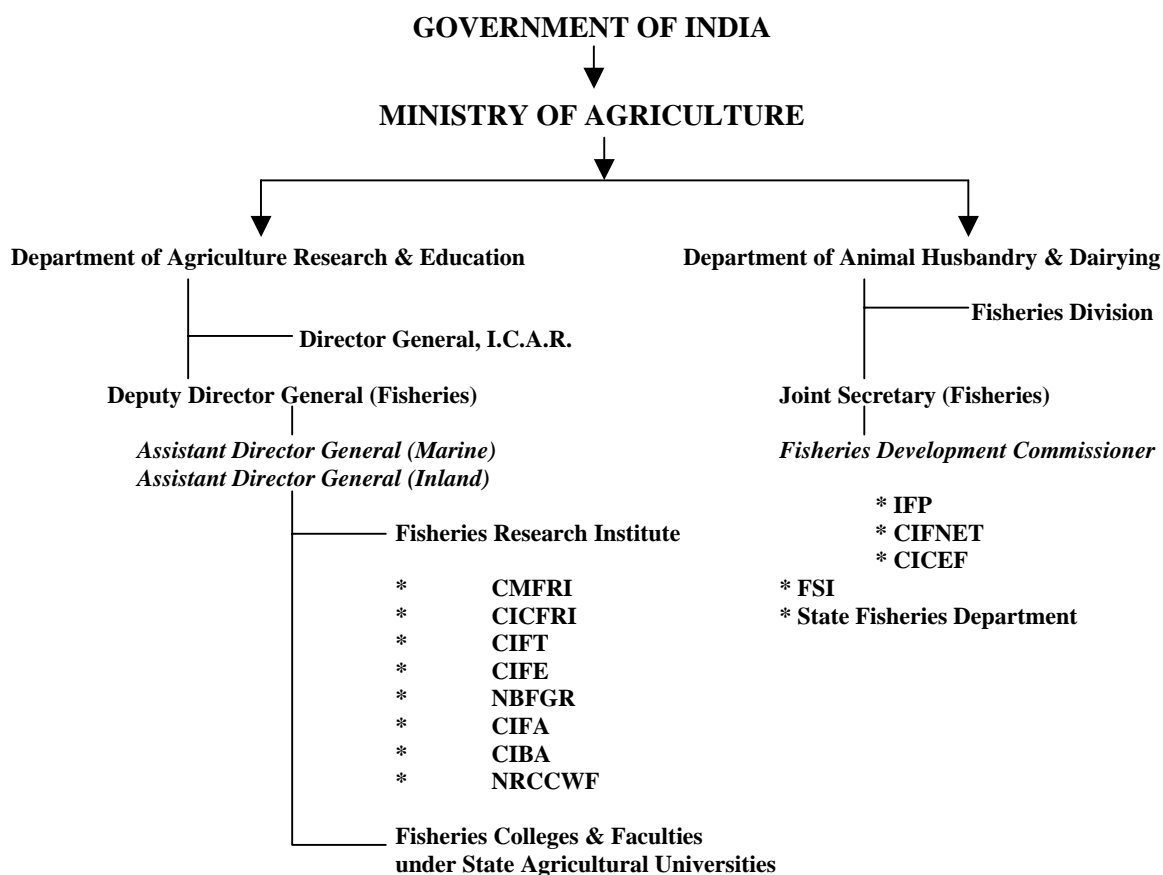 GOVERNMENT OF INDIA
MINISTRY OF AGRICULTURE
Department of Agriculture Research & Education
Director General, I.C.A.R.
Deputy Director General (Fisheries)
Assistant Director General (Marine)
Assistant Director General (Inland)
Fisheries Research Institute
* CMFRI
* CICFRI
* CIFT
* CIFE
* NBFGR
* CIFA
* CIBA
* NRCCWF
Fisheries Colleges & Faculties
under State Agricultural Universities
Department of Animal Husbandry & Dairying
Fisheries Division
Joint Secretary (Fisheries)
Fisheries Development Commissioner
* IFP
* CIFNET
* CICEF
* FSI
* State Fisheries Department